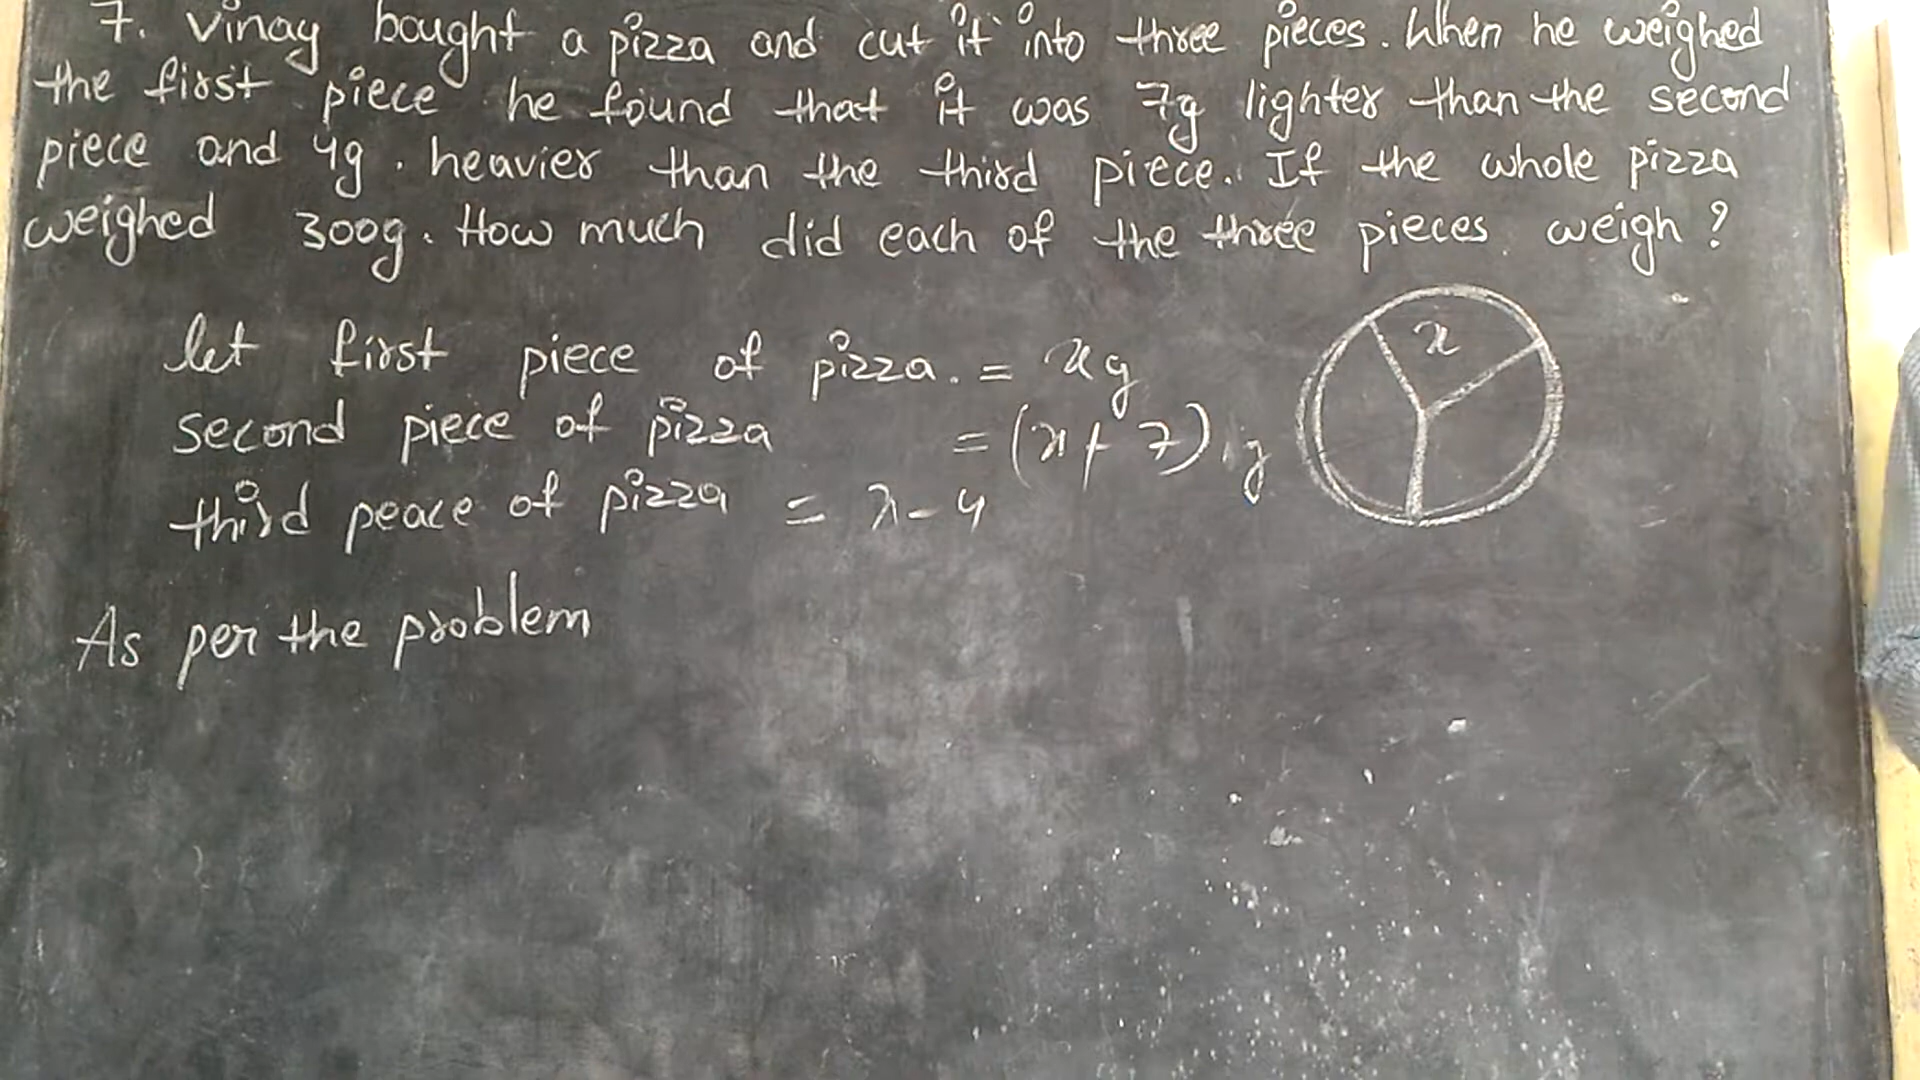 7. Vinay bought a pizza and cut it into three pieces. When he weighed
the first piece he found that it was 7g lighter than the second
piece and 4g. heavier than the third piece. If the whole pizza
weighed 300g. How much did each of the three pieces weigh?
let first piece of pizza. = xg
second piece of pizza = (x+7) g
third peace of pizza = x-4
x
As per the problem